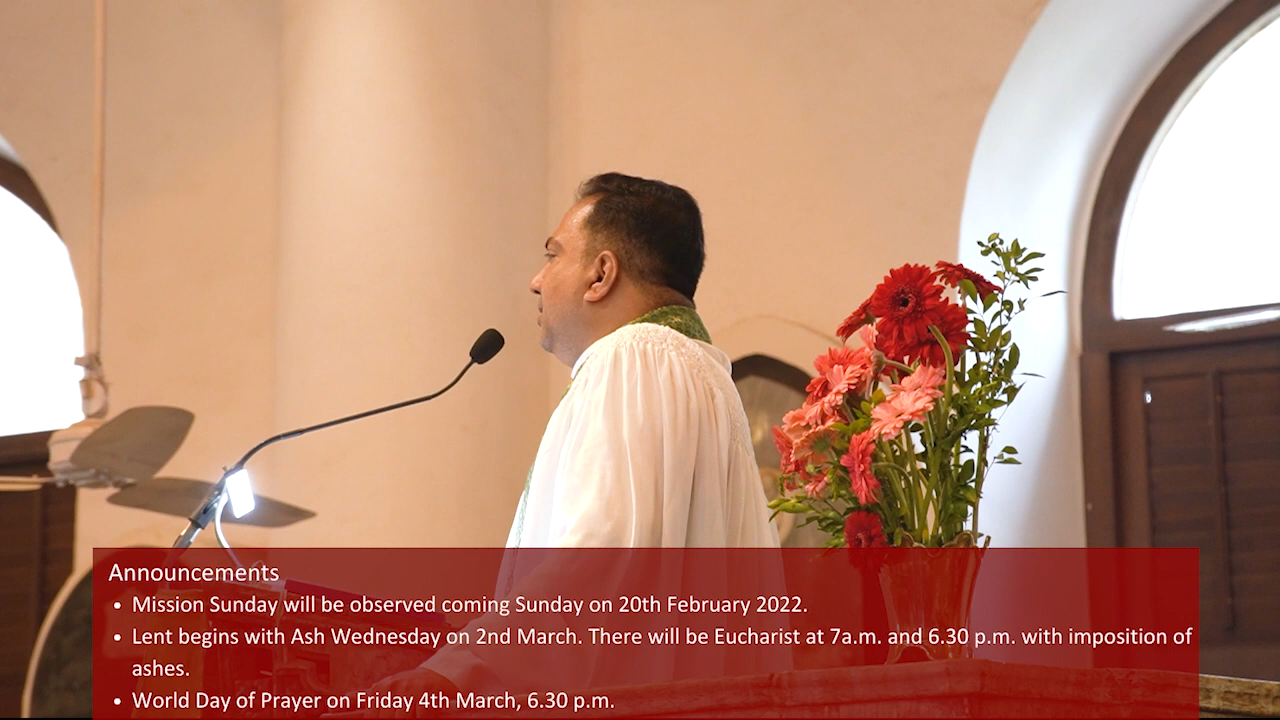 Announcements
• Mission Sunday will be observed coming Sunday on 20th February 2022.
• Lent begins with Ash Wednesday on 2nd March. There will be Eucharist at 7a.m. and 6.30 p.m. with imposition of
ashes.
• World Day of Prayer on Friday 4th March, 6.30 p.m.